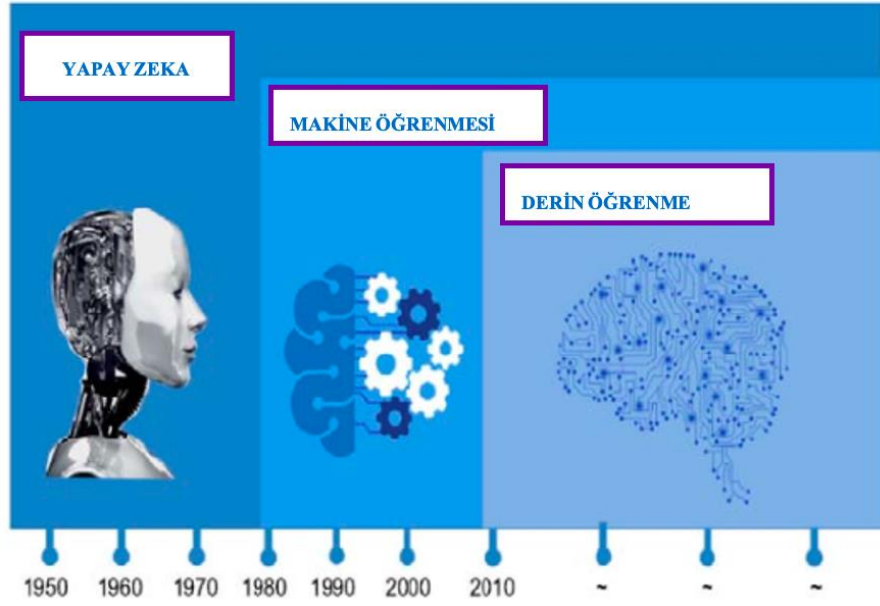 YAPAY ZEKA
MAKİNE ÖĞRENMESİ
DERİN ÖĞRENME
1950 1960 1970 1980 1990 2000 2010 ~ ~ ~